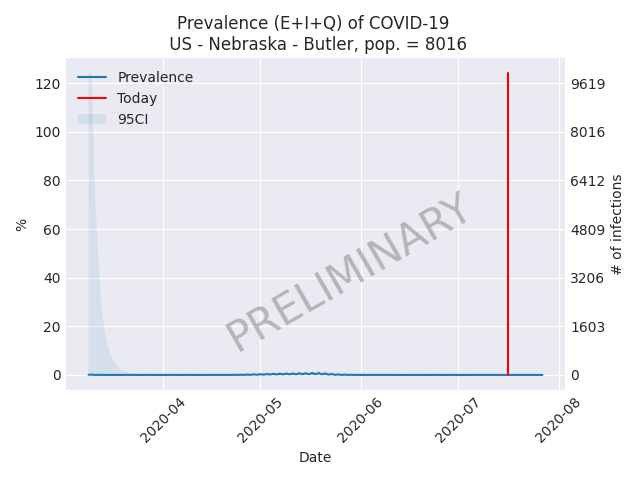 Prevalence (E+I+Q) of COVID-19
US - Nebraska - Butler, pop. = 8016
Prevalence
Today
95CI
120
100
80
60
40
20
0
%
9619
8016
6412
4809
3206
1603
0
# of infections
PRELIMINARY
2020-04
2020-05
2020-06
2020-07
2020-08
Date